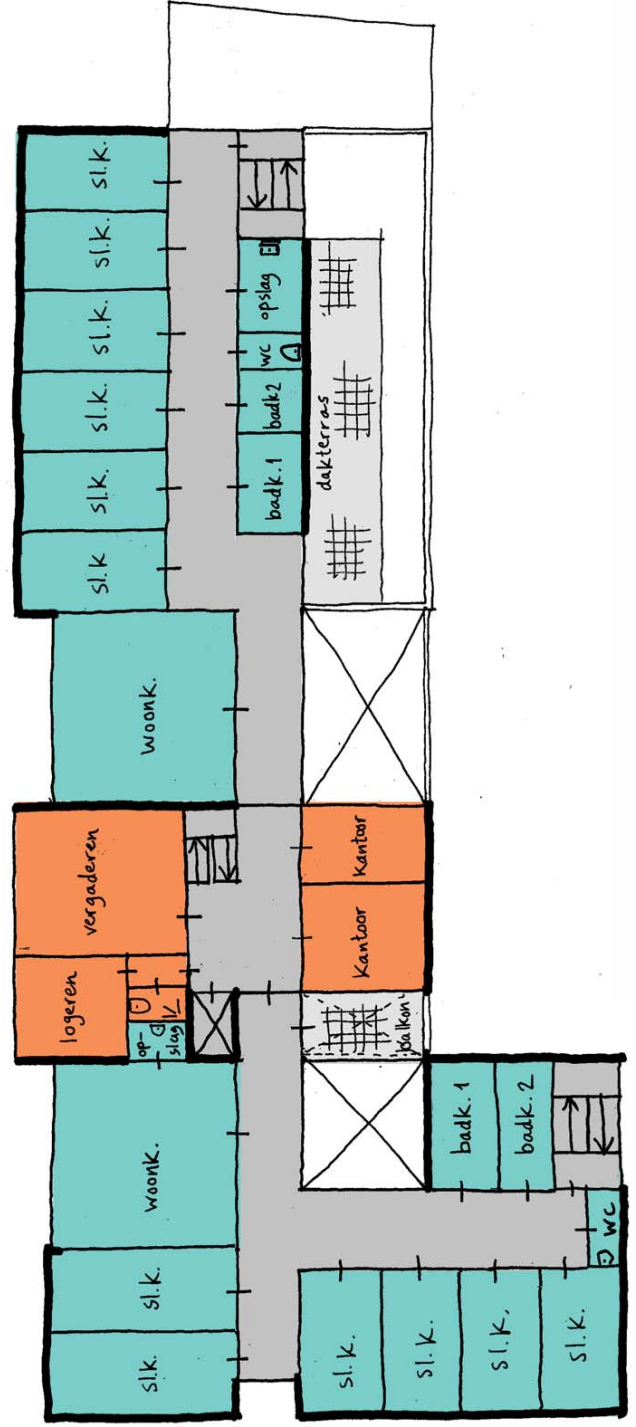 sl.k.
sl.k.
woonk.
logeren
vergaderen
woonk.
sl.k
sl.k.
sl.k.
sl.k.
sl.k.
sl.k.
op-
slag
badk.1
badk2
wc
opslag
dakterras
balkon
Kantoor
Kantoor
sl.k.
sl.k.
sl.k.
sl.k.
badk.1
badk.2
wc